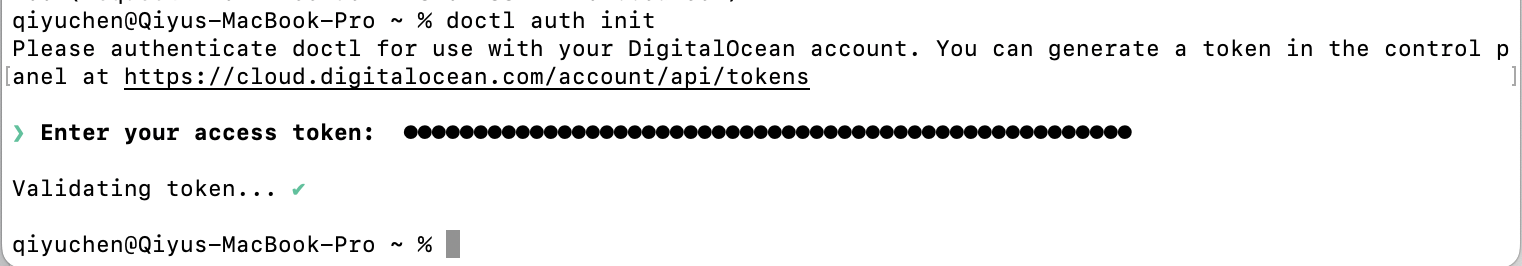 qiyuchen@Qiyus-MacBook-Pro ~ % doctl auth init
Please authenticate doctl for use with your DigitalOcean account. You can generate a token in the control p
[anel at https://cloud.digitalocean.com/account/api/tokens ]
❯ Enter your access token: ●●●●●●●●●●●●●●●●●●●●●●●●●●●●●●●●●●●●●●●●●●●●●●●●●●●●
Validating token... ✔
qiyuchen@Qiyus-MacBook-Pro ~ %